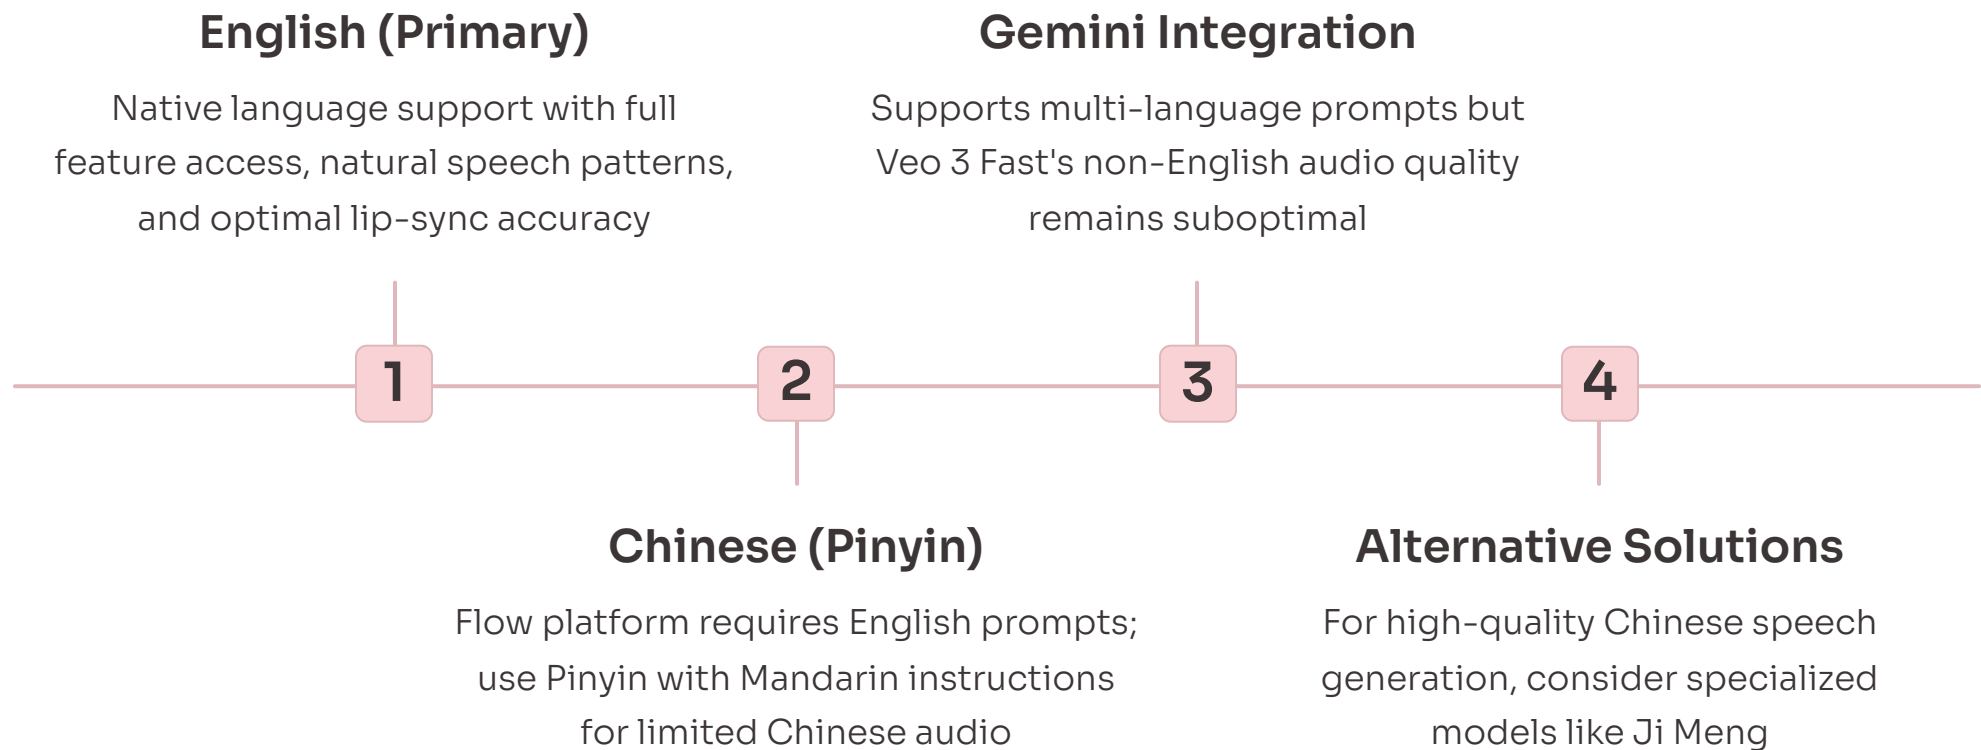 English (Primary)
Native language support with full
feature access, natural speech patterns,
and optimal lip-sync accuracy
Gemini Integration
Supports multi-language prompts but
Veo 3 Fast's non-English audio quality
remains suboptimal
1
2
3
4
Chinese (Pinyin)
Flow platform requires English prompts;
use Pinyin with Mandarin instructions
for limited Chinese audio
Alternative Solutions
For high-quality Chinese speech
generation, consider specialized
models like Ji Meng